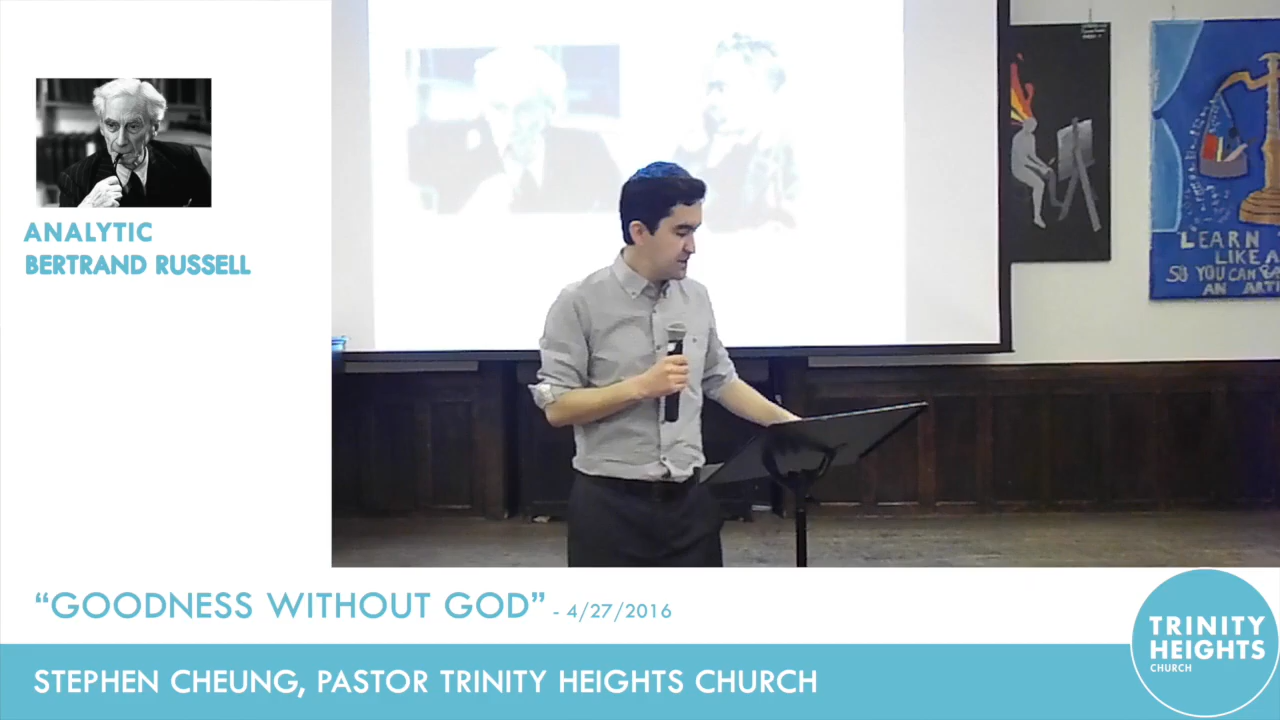 ANALYTIC
BERTRAND RUSSELL
LEARN
LIKE A
SO YOU CAN
AN ARTI
“GOODNESS WITHOUT GOD” - 4/27/2016
STEPHEN CHEUNG, PASTOR TRINITY HEIGHTS CHURCH
TRINITY
HEIGHTS
CHURCH